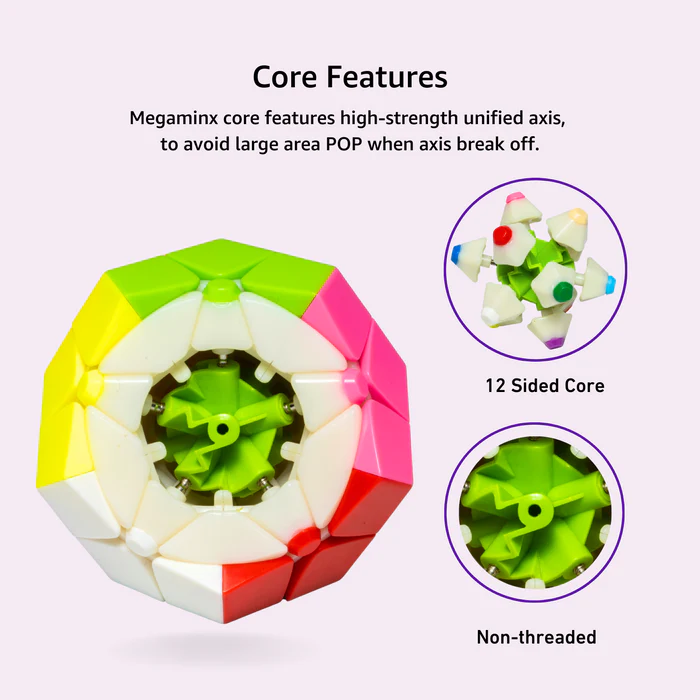 Core Features
Megaminx core features high-strength unified axis,
to avoid large area POP when axis break off.
12 Sided Core
Non-threaded